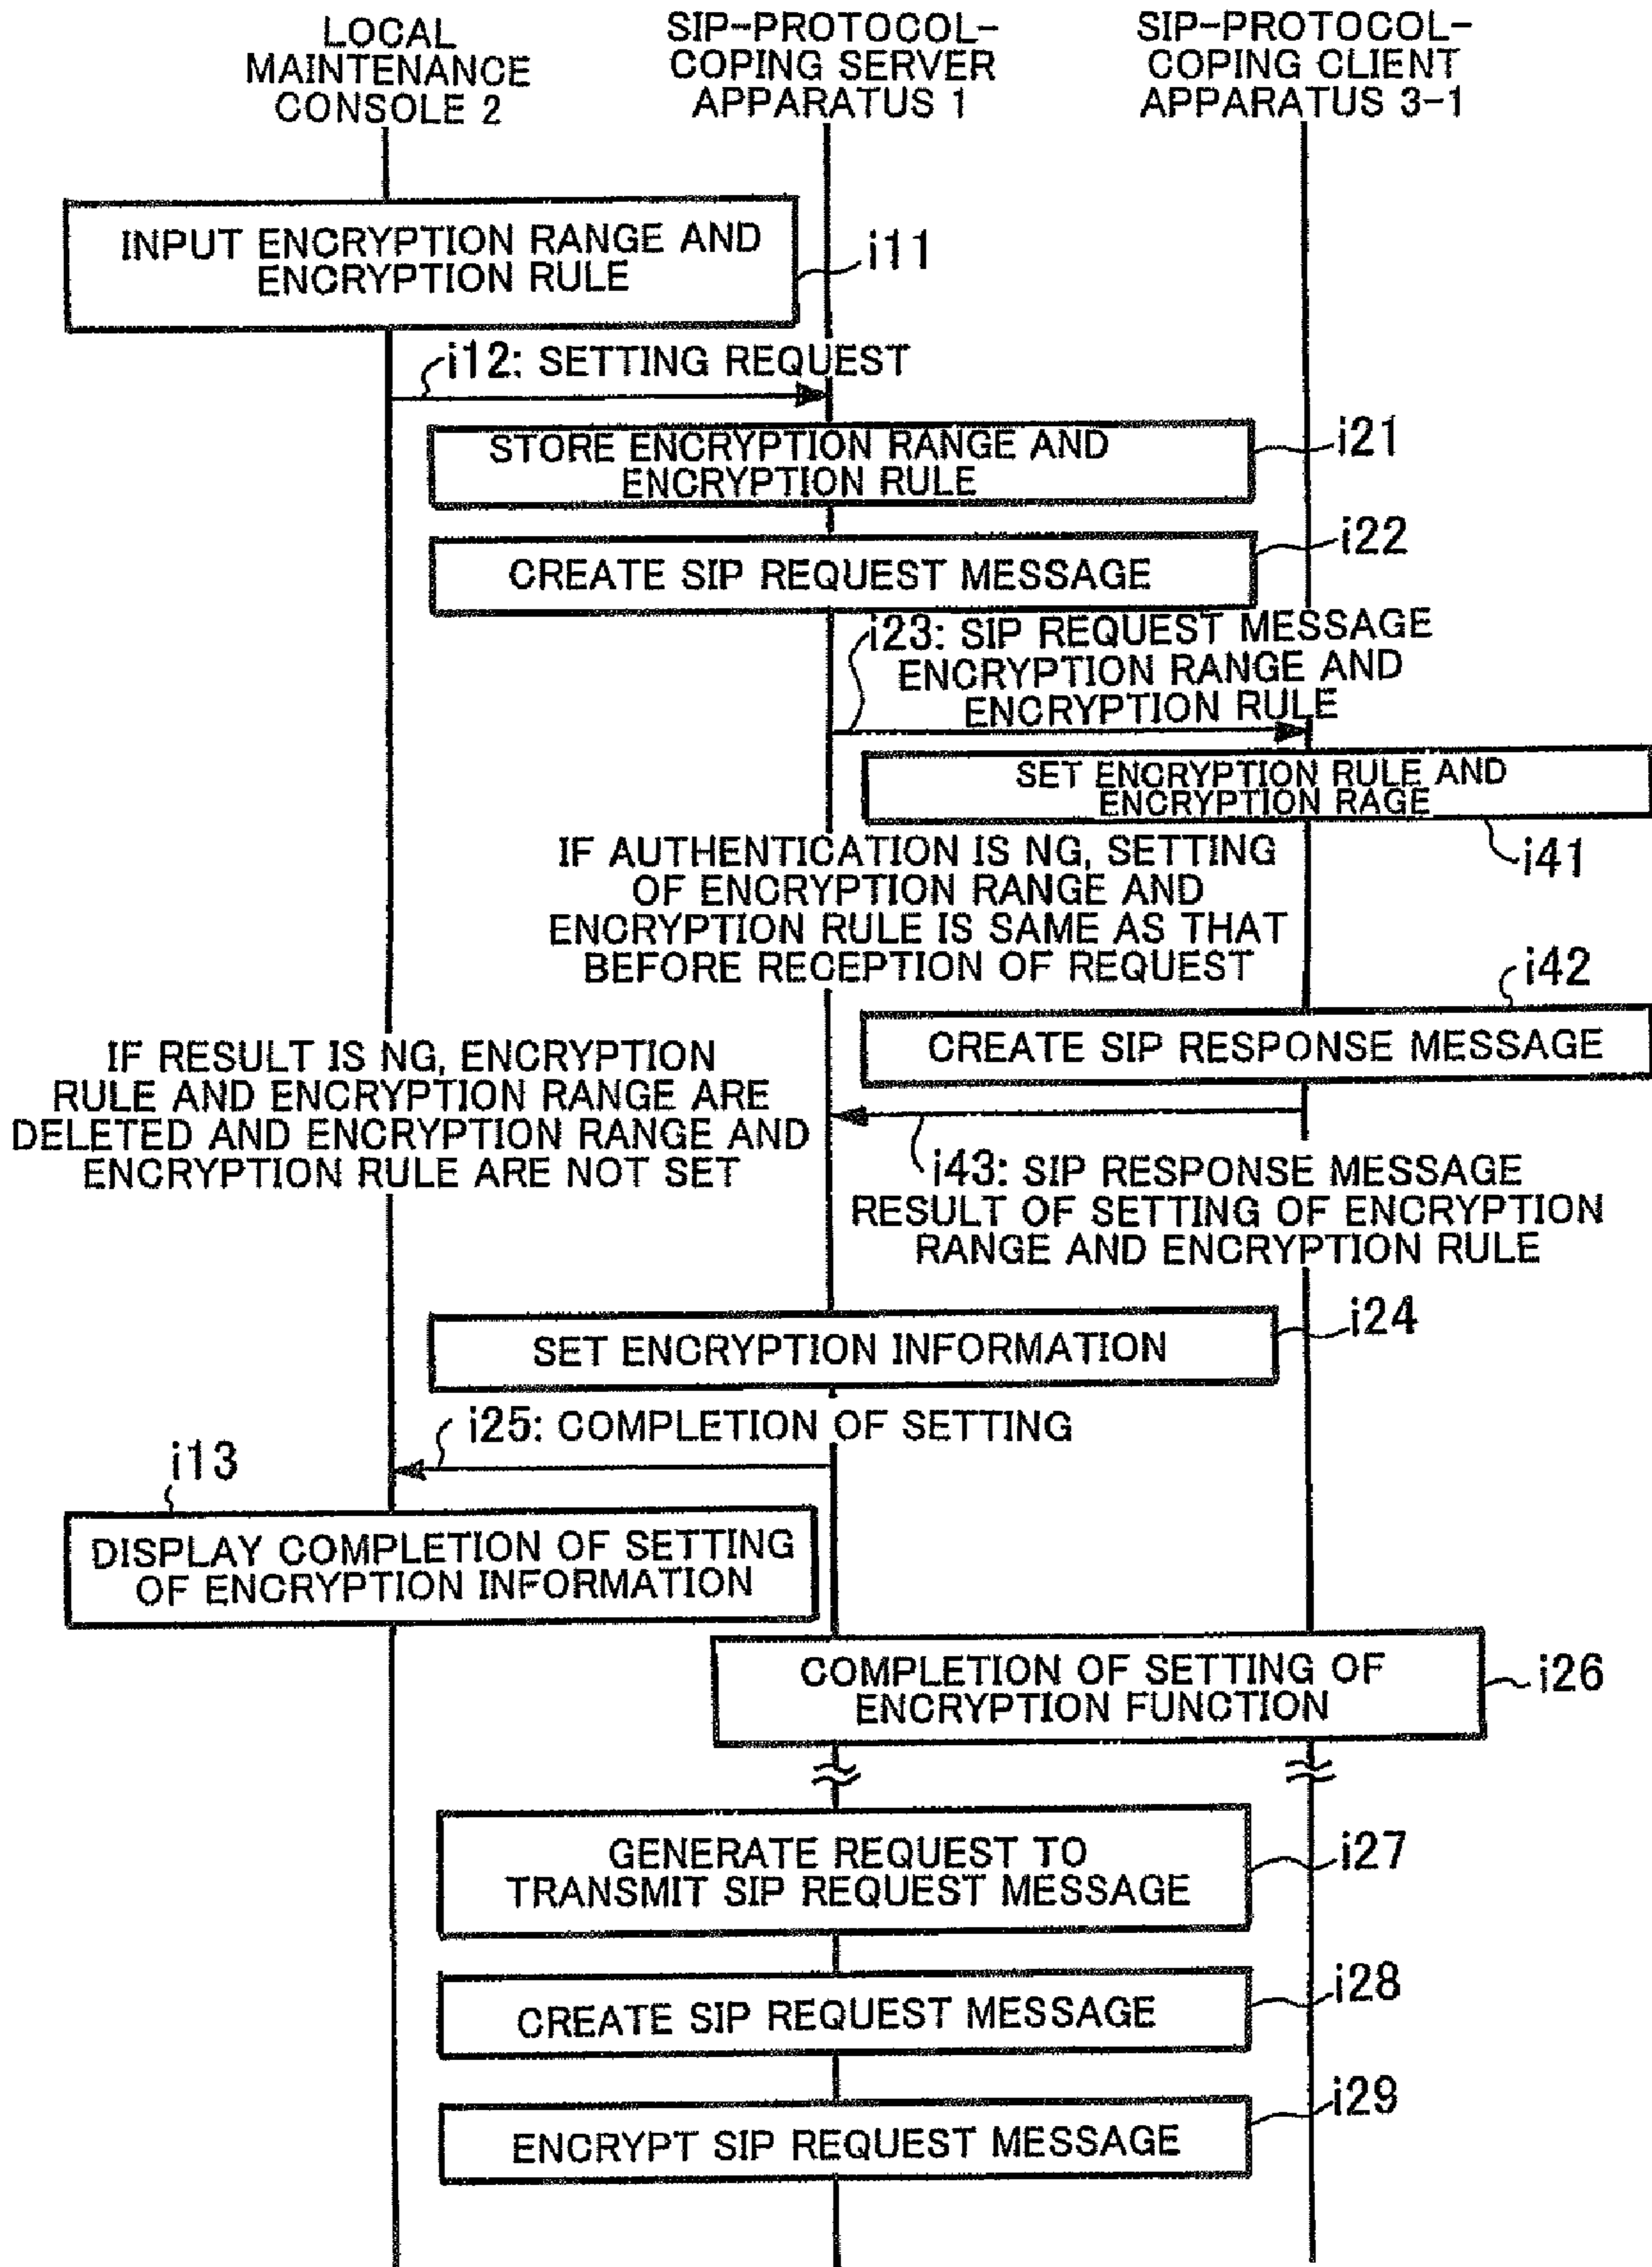 LOCAL
MAINTENANCE
CONSOLE 2
SIP-PROTOCOL-
COPING SERVER
APPARATUS 1
SIP-PROTOCOL-
COPING CLIENT
APPARATUS 3-1
INPUT ENCRYPTION RANGE AND
ENCRYPTION RULE
i11
i12: SETTING REQUEST
STORE ENCRYPTION RANGE AND
ENCRYPTION RULE
i21
CREATE SIP REQUEST MESSAGE
i22
i23: SIP REQUEST MESSAGE
ENCRYPTION RANGE AND
ENCRYPTION RULE
SET ENCRYPTION RULE AND
ENCRYPTION RAGE
i41
IF AUTHENTICATION IS NG, SETTING
OF ENCRYPTION RANGE AND
ENCRYPTION RULE IS SAME AS THAT
BEFORE RECEPTION OF REQUEST
i42
CREATE SIP RESPONSE MESSAGE
IF RESULT IS NG, ENCRYPTION
RULE AND ENCRYPTION RANGE ARE
DELETED AND ENCRYPTION RANGE AND
ENCRYPTION RULE ARE NOT SET
i43: SIP RESPONSE MESSAGE
RESULT OF SETTING OF ENCRYPTION
RANGE AND ENCRYPTION RULE
SET ENCRYPTION INFORMATION
i24
i25: COMPLETION OF SETTING
i13
DISPLAY COMPLETION OF SETTING
OF ENCRYPTION INFORMATION
COMPLETION OF SETTING OF
ENCRYPTION FUNCTION
i26
GENERATE REQUEST TO
TRANSMIT SIP REQUEST MESSAGE
i27
CREATE SIP REQUEST MESSAGE
i28
ENCRYPT SIP REQUEST MESSAGE
i29